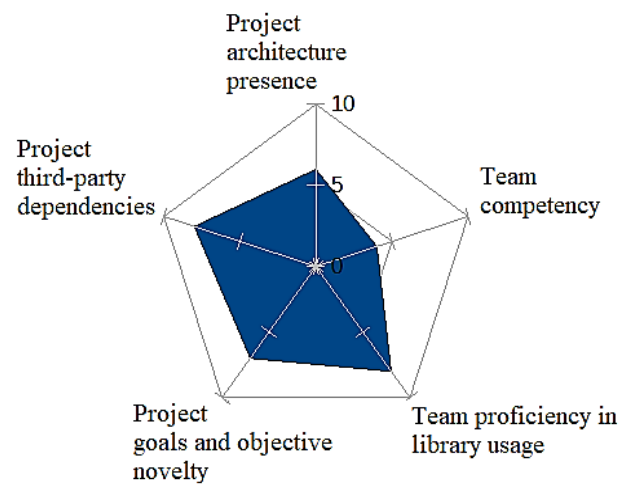 Project
architecture
presence
10
Project
third-party
dependencies
5
Team
competency
0
Project
goals and objective
novelty
Team proficiency in
library usage